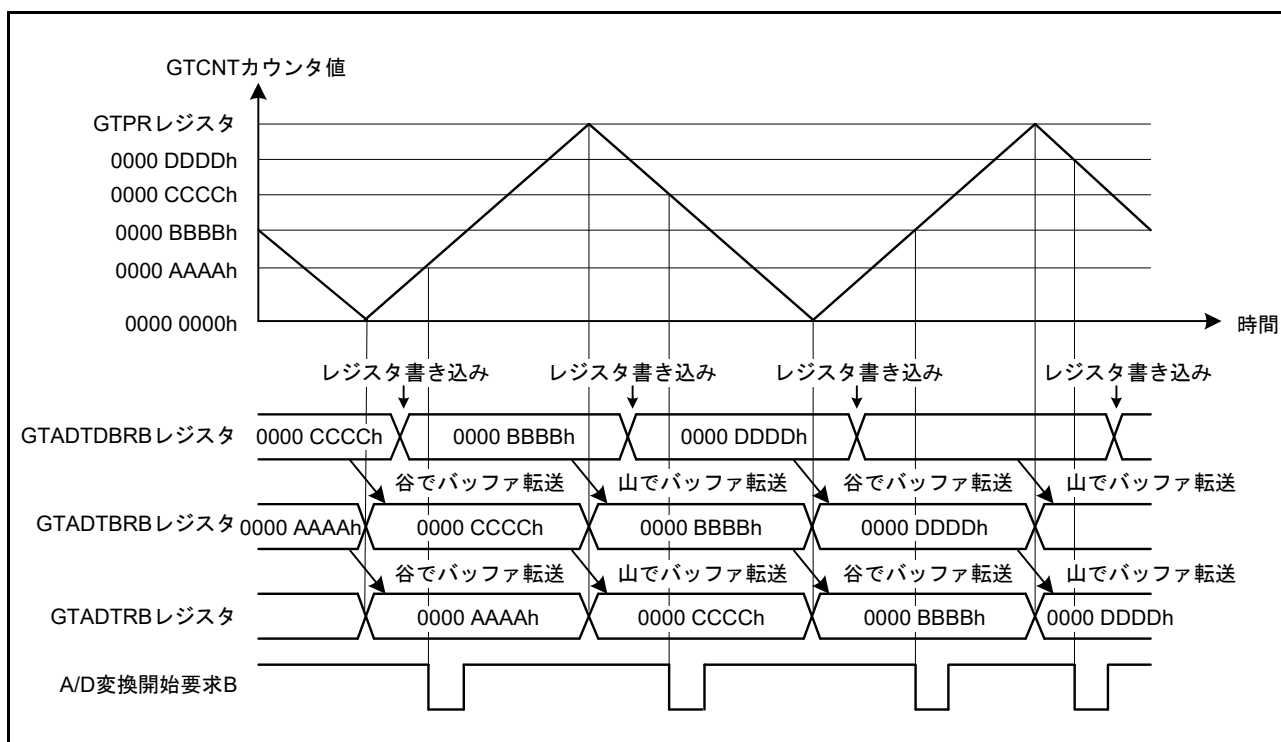 GTCNTカウンタ値
GTPRレジスタ
0000 DDDDh
0000 CCCCh
0000 BBBBh
0000 AAAAh
0000 0000h
時間
レジスタ書き込み レジスタ書き込み レジスタ書き込み レジスタ書き込み
GTADTDBRBレジスタ 0000 CCCCh 0000 BBBBh 0000 DDDDh
谷でバッファ転送 山でバッファ転送 谷でバッファ転送 山でバッファ転送
GTADTBRBレジスタ 0000 AAAAh 0000 CCCCh 0000 BBBBh 0000 DDDDh
谷でバッファ転送 山でバッファ転送 谷でバッファ転送 山でバッファ転送
GTADTRBレジスタ 0000 AAAAh 0000 CCCCh 0000 BBBBh 0000 DDDDh
A/D変換開始要求B